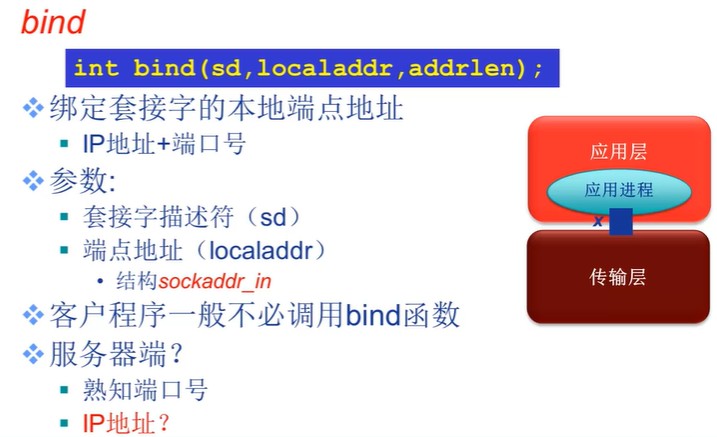 bind
int bind(sd,localaddr,addrlen);
绑定套接字的本地端点地址
IP地址+端口号
参数:
套接字描述符（sd）
端点地址（localaddr）
结构sockaddr_in
客户程序一般不必调用bind函数
服务器端？
熟知端口号
IP地址？
应用层
应用进程
x
传输层